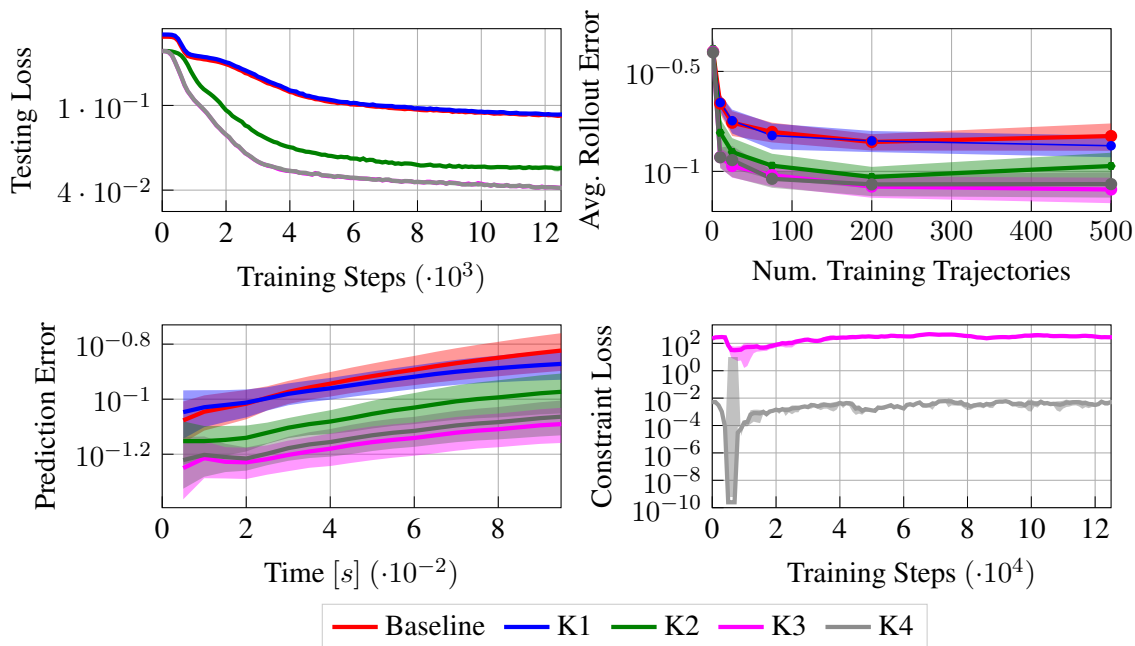 Testing Loss
1 · 10^−1
4 · 10^−2
0 2 4 6 8 10 12
Training Steps (·10^3)
Avg. Rollout Error
10^−0.5
10^−1
0 100 200 300 400 500
Num. Training Trajectories
Prediction Error
10^−0.8
10^−1
10^−1.2
0 2 4 6 8
Time [s] (·10^−2)
Constraint Loss
10^2
10^0
10^−2
10^−4
10^−6
10^−8
10^−10
0 2 4 6 8 10 12
Training Steps (·10^4)
Baseline K1 K2 K3 K4